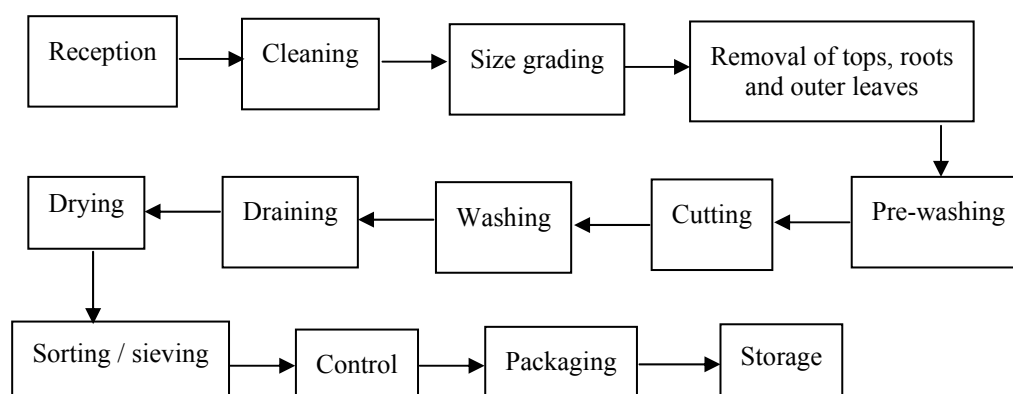 Reception
Cleaning
Size grading
Removal of tops, roots
and outer leaves
Pre-washing
Cutting
Washing
Draining
Drying
Sorting / sieving
Control
Packaging
Storage